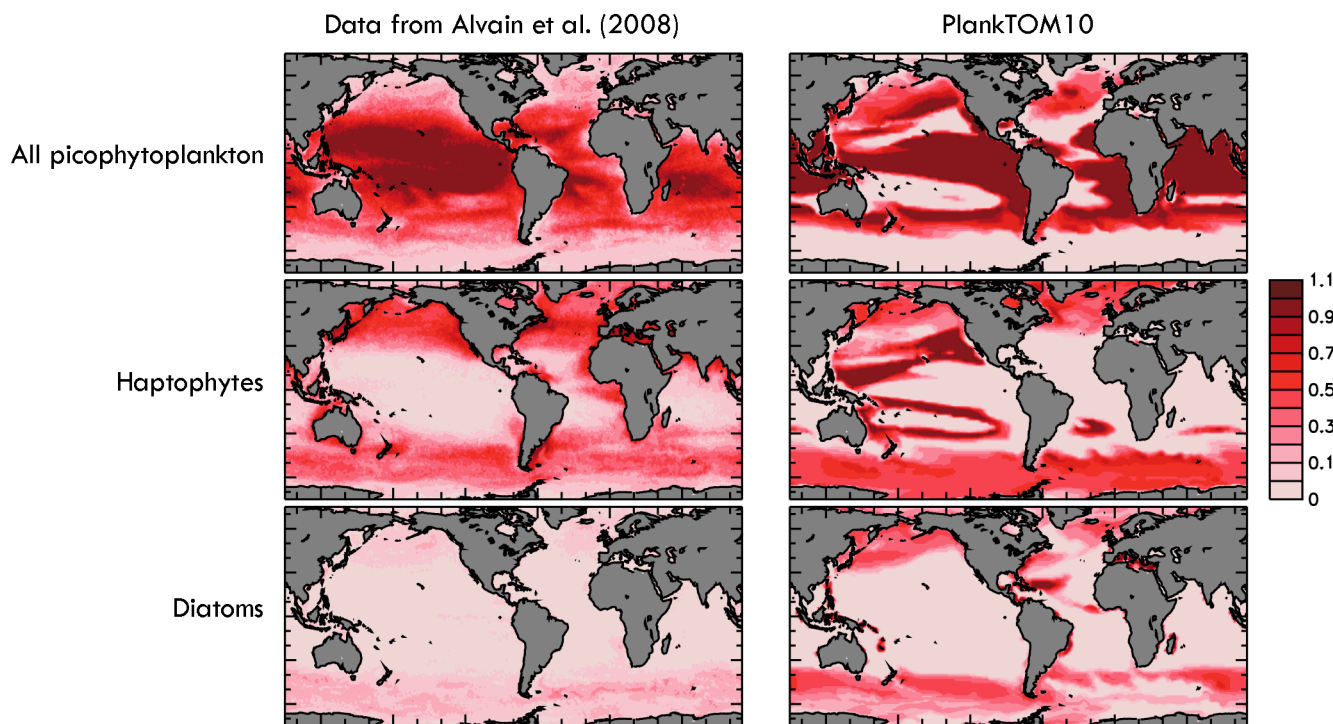 Data from Alvain et al. (2008)
PlankTOM10
All picophytoplankton
Haptophytes
Diatoms
1.1
0.9
0.7
0.5
0.3
0.1
0